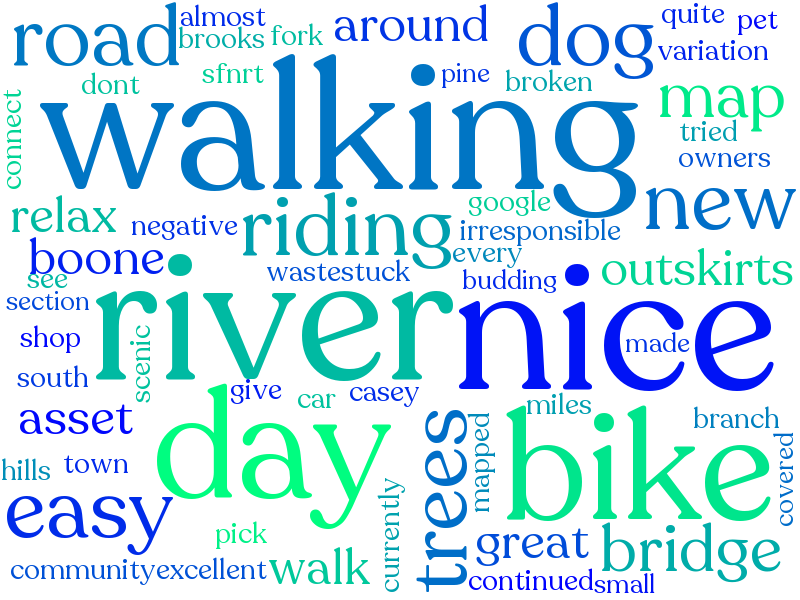 almost
quite
pet
road
brooks
fork
around
dog
variation
sfnrt
pine
dont
broken
map
connect
walking
tried
owners
relax
negative
riding
google
new
irresponsible
boone
every
see
wastestuck
budding
outskirts
section
river
nice
shop
scenic
made
south
give
car
casey
miles
asset
day
trees
mapped
bike
branch
covered
hills
town
easy
currently
pick
great
bridge
communityexcellent
walk
continued
small